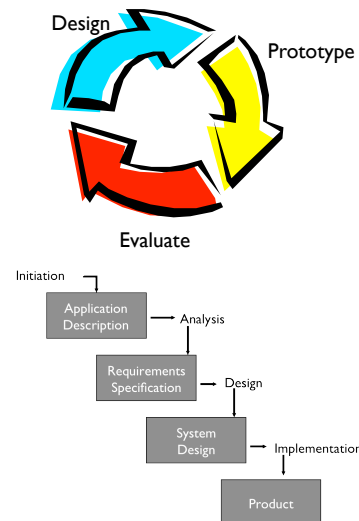 Design
Prototype
Evaluate
Initiation
Application
Description
Analysis
Requirements
Specification
Design
System
Design
Implementation
Product